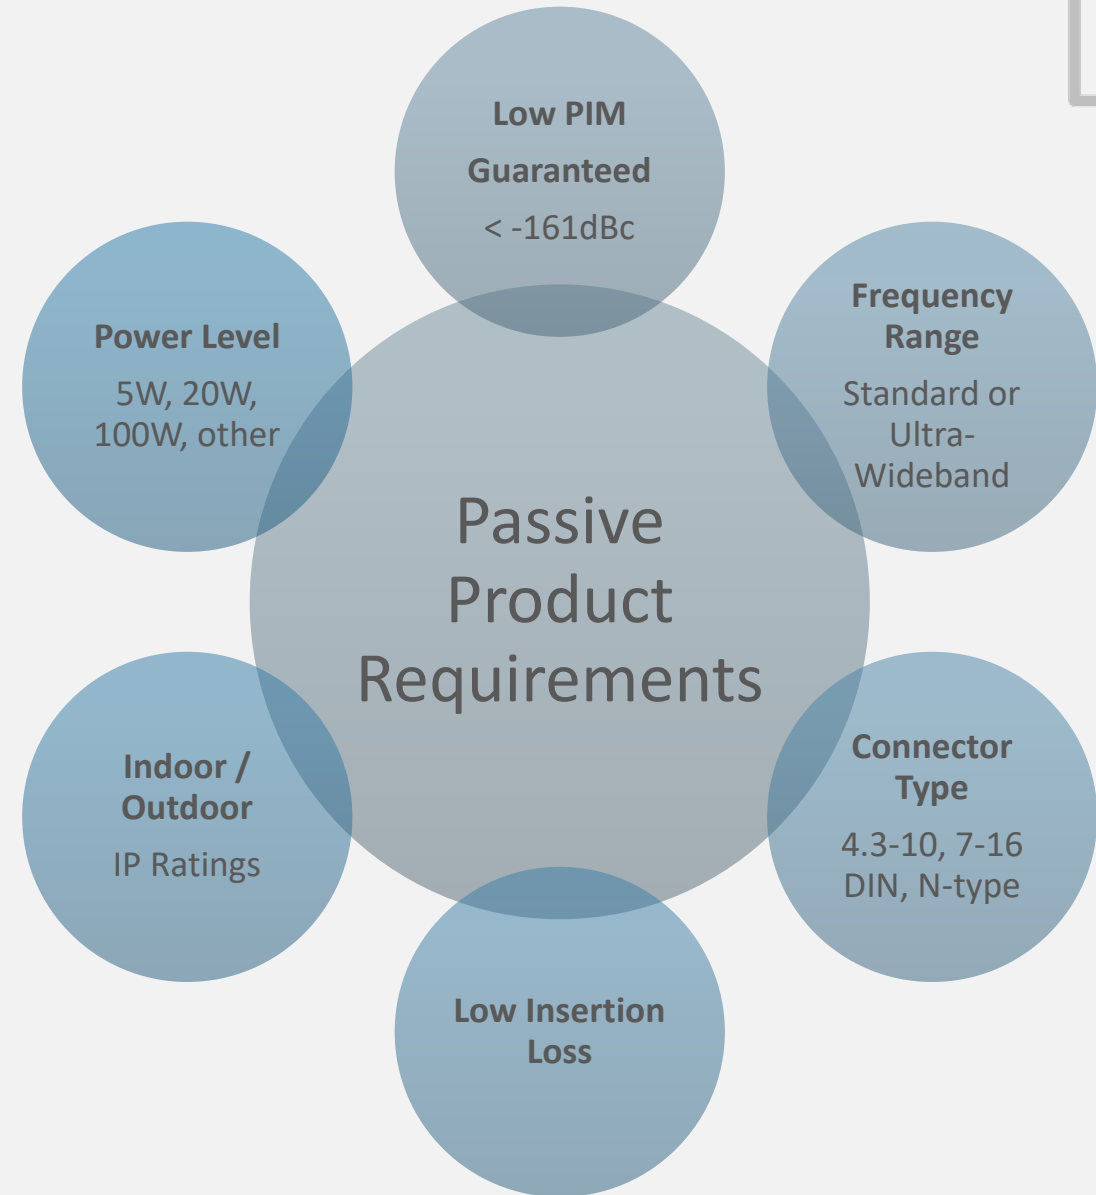 Low PIM
Guaranteed
< -161dBc
Frequency
Range
Standard or
Ultra-
Wideband
Power Level
5W, 20W,
100W, other
Passive
Product
Requirements
Connector
Type
4.3-10, 7-16
DIN, N-type
Indoor /
Outdoor
IP Ratings
Low Insertion
Loss